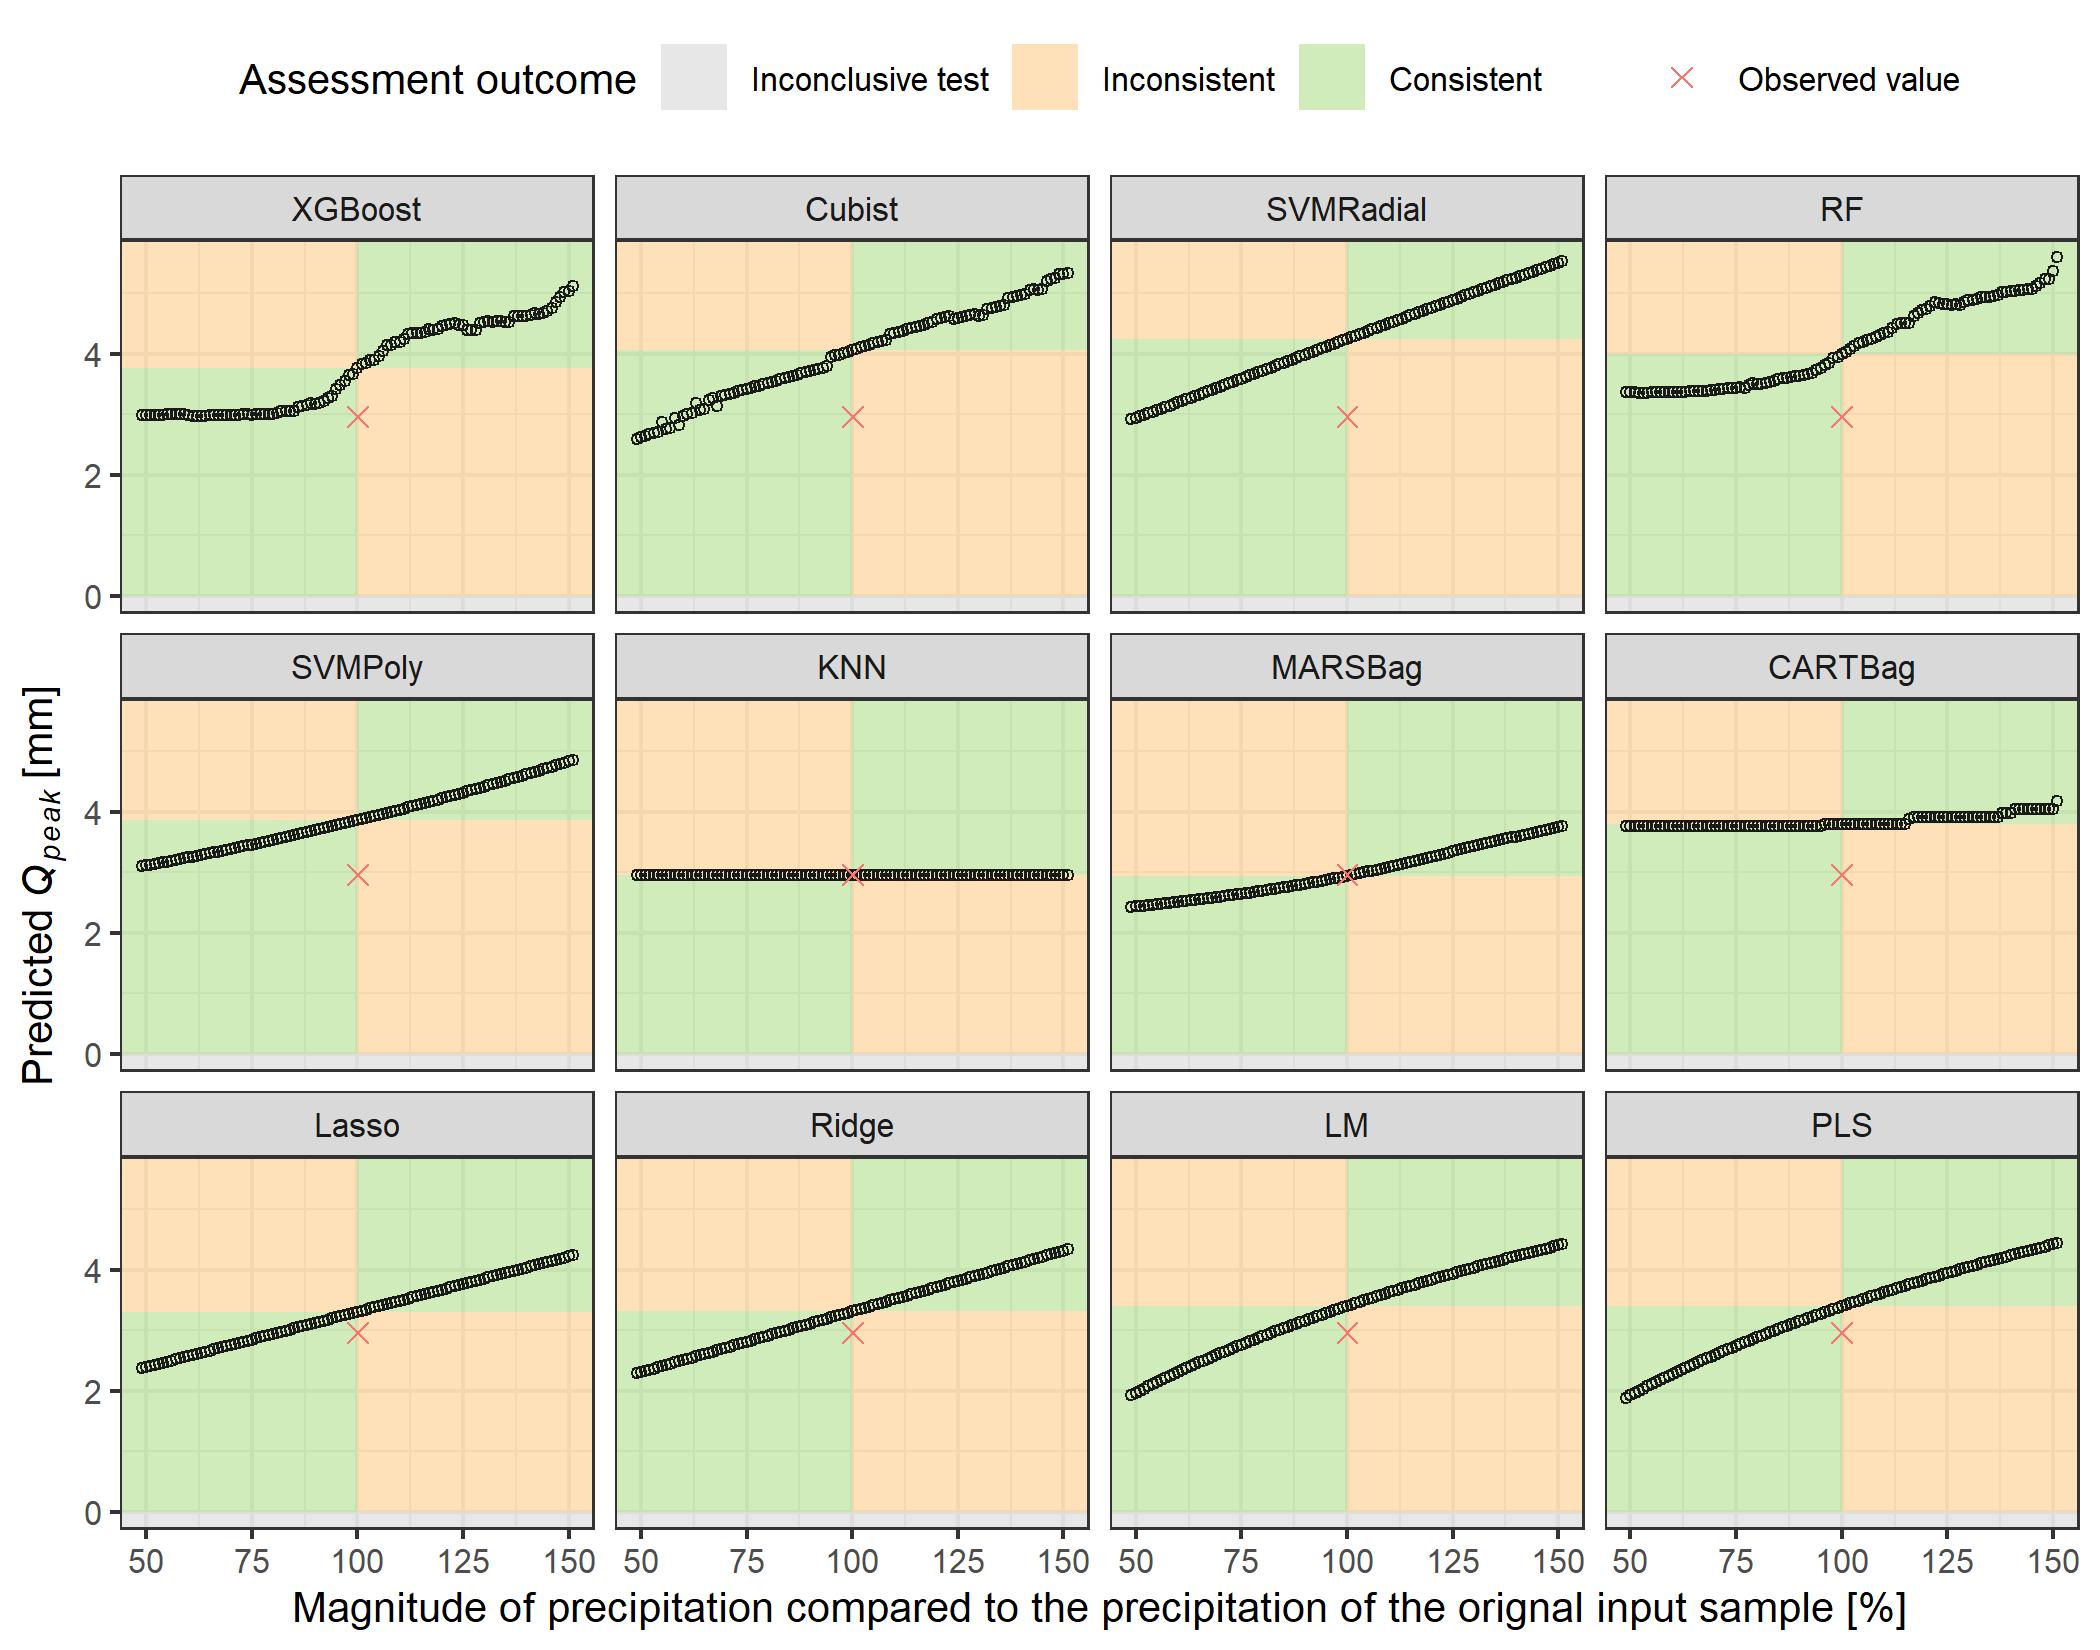 Assessment outcome Inconclusive test Inconsistent Consistent Observed value
XGBoost Cubist SVMRadial RF
4
2
0
SVMPoly KNN MARSBag CARTBag
4
2
0
Lasso Ridge LM PLS
4
2
0
Predicted Qpeak [mm]
50 75 100 125 150 50 75 100 125 150 50 75 100 125 150 50 75 100 125 150
Magnitude of precipitation compared to the precipitation of the orignal input sample [%]